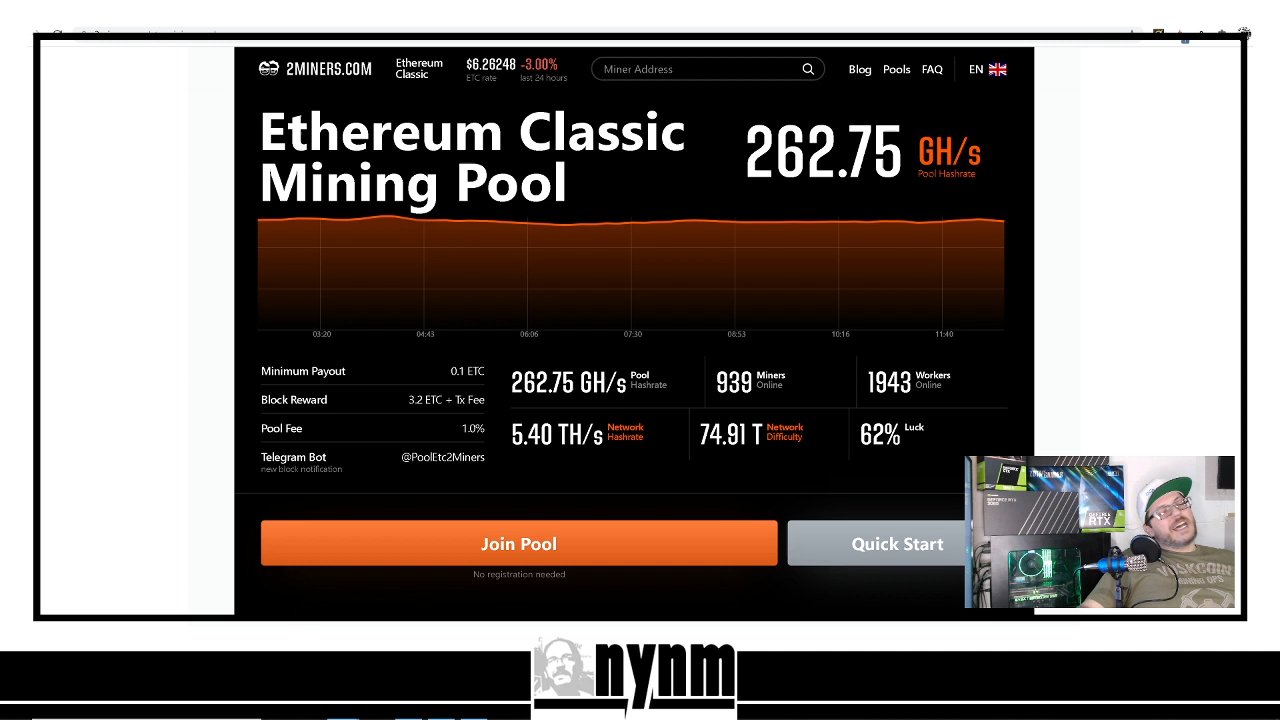 2MINERS.COM
Ethereum
Classic
$6.26248 -3.00%
ETC rate last 24 hours
Miner Address
Blog Pools FAQ
EN
Ethereum Classic
Mining Pool
262.75 GH/s
Pool Hashrate
03:20 04:43 06:06 07:30 08:53 10:16 11:40
Minimum Payout 0.1 ETC
Block Reward 3.2 ETC + Tx Fee
Pool Fee 1.0%
Telegram Bot @PoolEtc2Miners
new block notification
262.75 GH/s Pool Hashrate
939 Miners Online
1943 Workers Online
5.40 TH/s Network Hashrate
74.91 T Network Difficulty
62% Luck
Join Pool
No registration needed
Quick Start
GEFORCE
RTX
VOSKCOIN
MINING OPS
nynm